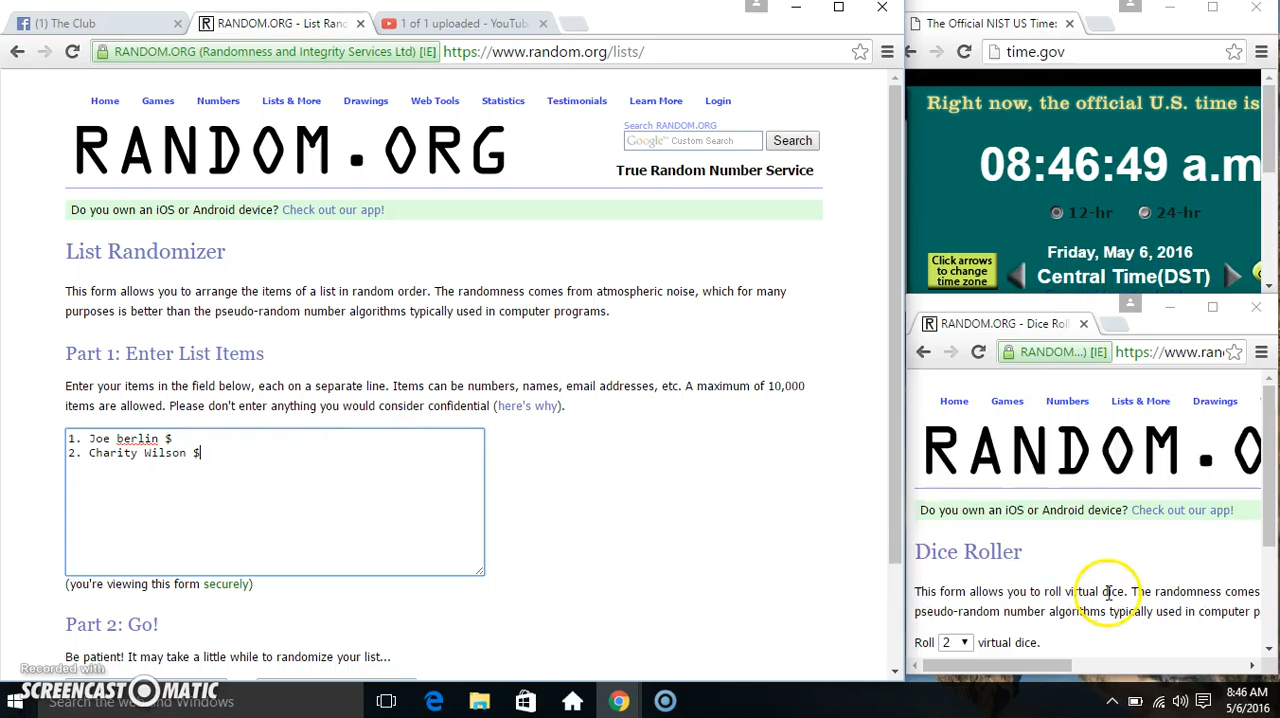 (1) The Club
RANDOM.ORG - List Ran
1 of 1 uploaded - YouTub
RANDOM.ORG (Randomness and Integrity Services Ltd) [IE]
https://www.random.org/lists/
Home Games Numbers Lists & More Drawings Web Tools Statistics Testimonials Learn More Login
RANDOM.ORG
Search RANDOM.ORG
Google™ Custom Search
Search
True Random Number Service
Do you own an iOS or Android device? Check out our app!
List Randomizer
This form allows you to arrange the items of a list in random order. The randomness comes from atmospheric noise, which for many
purposes is better than the pseudo-random number algorithms typically used in computer programs.
Part 1: Enter List Items
Enter your items in the field below, each on a separate line. Items can be numbers, names, email addresses, etc. A maximum of 10,000
items are allowed. Please don't enter anything you would consider confidential (here's why).
1. Joe berlin $
2. Charity Wilson $
(you're viewing this form securely)
Part 2: Go!
Be patient! It may take a little while to randomize your list...
The Official NIST US Time:
time.gov
Right now, the official U.S. time is
08:46:49 a.m
12-hr 24-hr
Friday, May 6, 2016
Click arrows
to change
time zone
Central Time(DST)
RANDOM.ORG - Dice Rol
RANDOM...) [IE]
https://www.ran
Home Games Numbers Lists & More Drawings
RANDOM.O
Do you own an iOS or Android device? Check out our app!
Dice Roller
This form allows you to roll virtual dice. The randomness comes
pseudo-random number algorithms typically used in computer p
Roll 2 virtual dice.
Recorded with
SCREENCAST-O-MATIC
Search the web and Windows
8:46 AM
5/6/2016